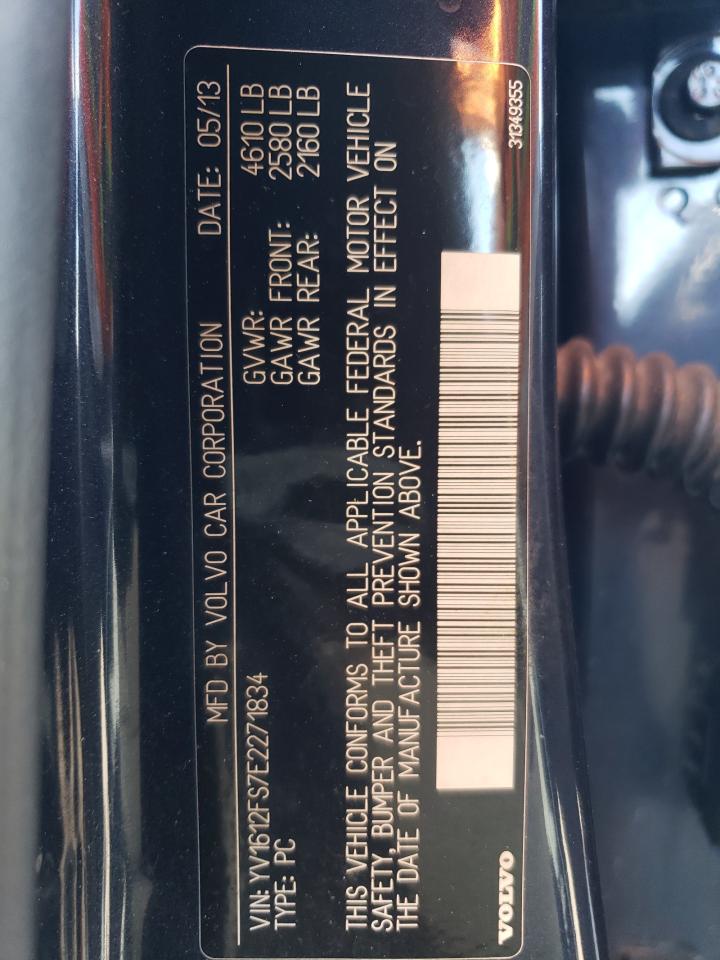 MFD BY VOLVO CAR CORPORATION DATE: 05/13
VIN: YV1612FS7E2271834 GVWR: 4610 LB
TYPE: PC GAWR FRONT: 2580 LB
GAWR REAR: 2160 LB
THIS VEHICLE CONFORMS TO ALL APPLICABLE FEDERAL MOTOR VEHICLE
SAFETY, BUMPER AND THEFT PREVENTION STANDARDS IN EFFECT ON
THE DATE OF MANUFACTURE SHOWN ABOVE.
VOLVO 31349355